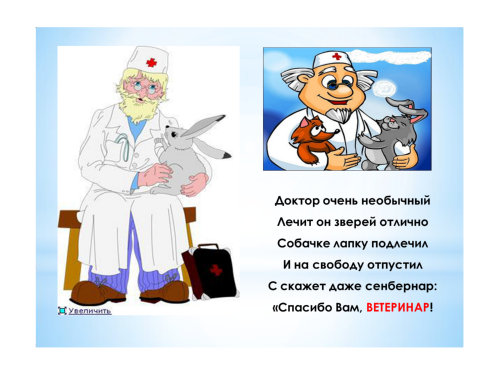 Доктор очень необычный
Лечит он зверей отлично
Собачке лапку подлечил
И на свободу отпустил
С скажет даже сенбернар:
«Спасибо Вам, ВЕТЕРИНАР!
Увеличить